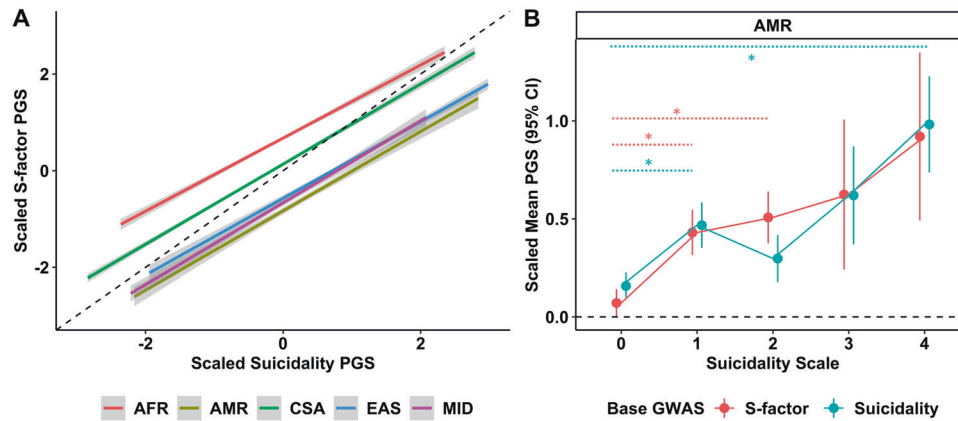 A
Scaled S-factor PGS
2
0
-2
-2
0
2
Scaled Suicidality PGS
AFR
AMR
CSA
EAS
MID
B
AMR
Scaled Mean PGS (95% CI)
1.0
0.5
0.0
*
*
*
*
0
1
2
3
4
Suicidality Scale
Base GWAS
S-factor
Suicidality